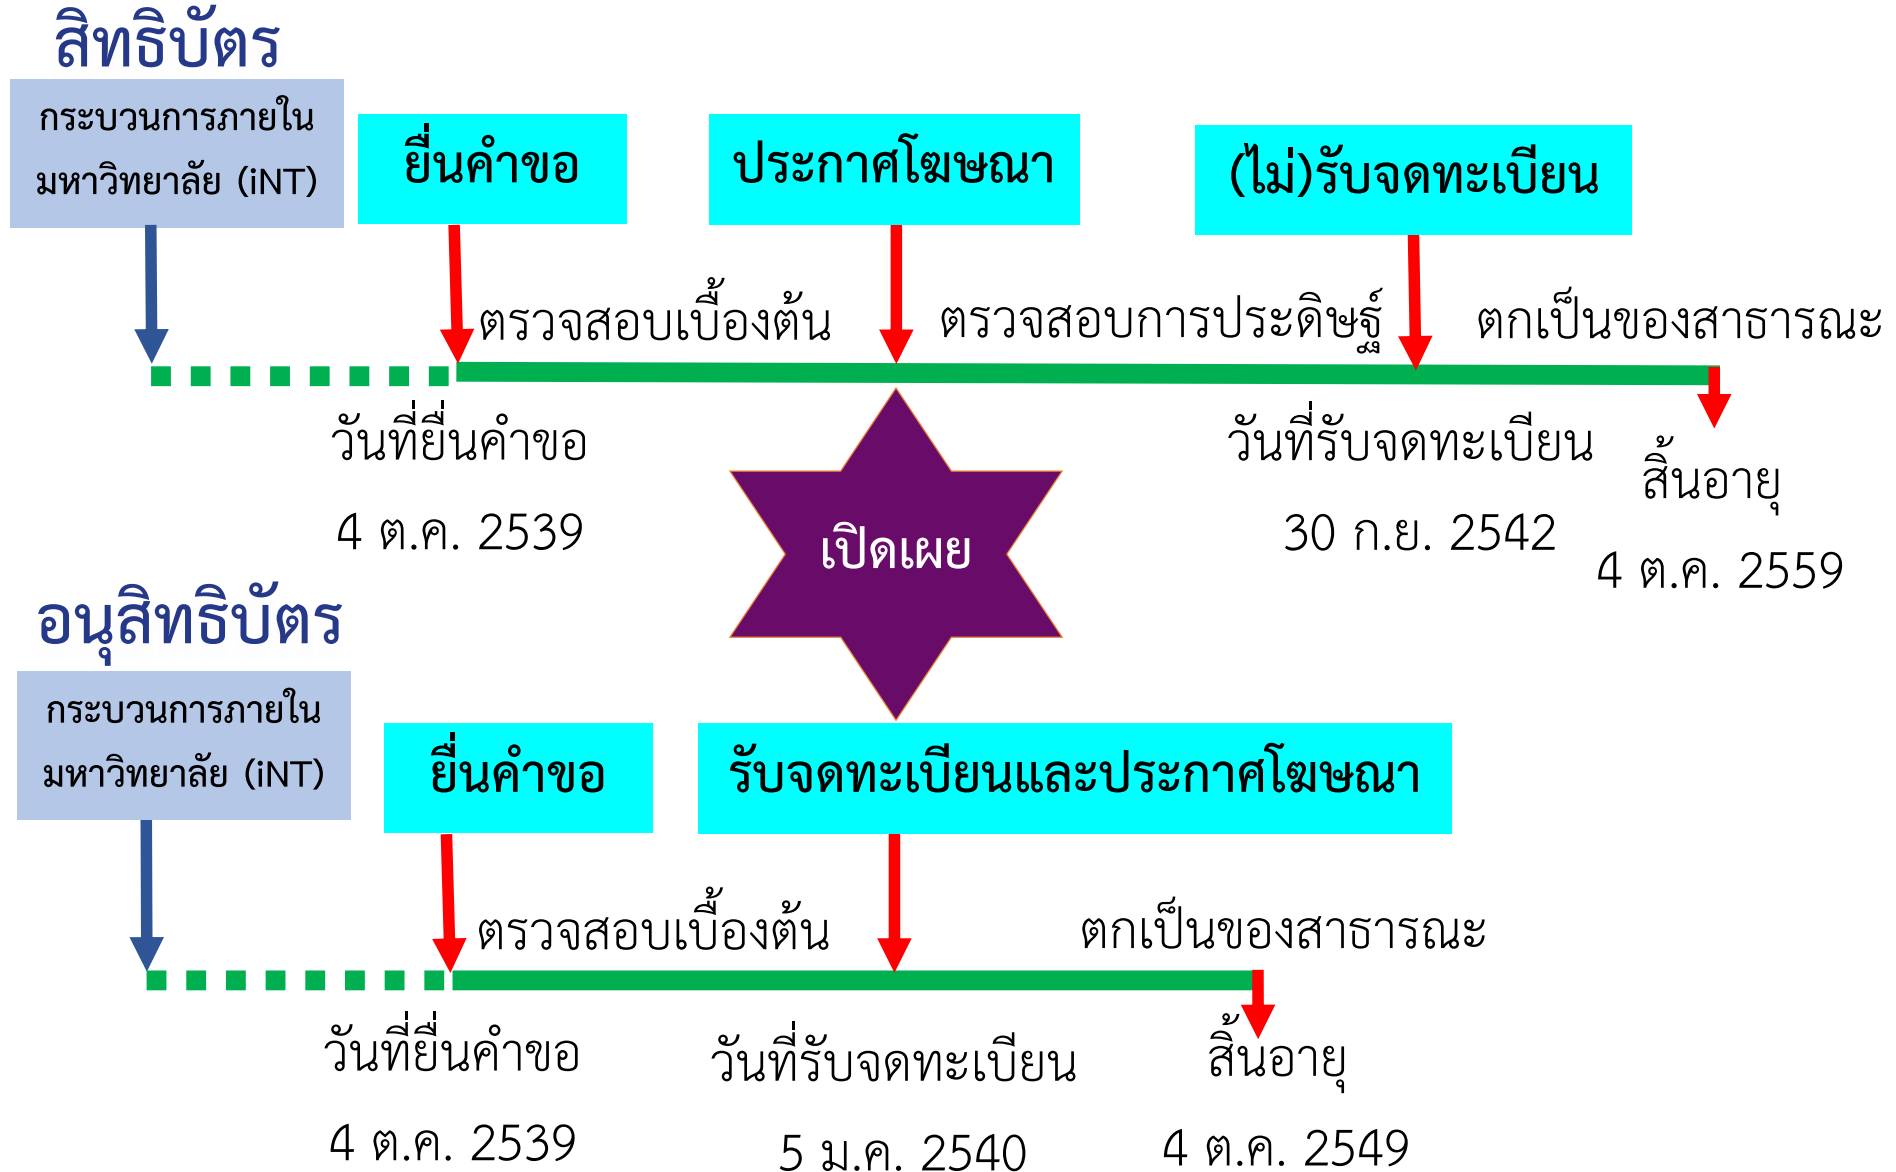 สิทธิบัตร
กระบวนการภายใน
มหาวิทยาลัย (iNT)
ยื่นคำขอ
ประกาศโฆษณา
(ไม่)รับจดทะเบียน
ตรวจสอบเบื้องต้น
ตรวจสอบการประดิษฐ์
ตกเป็นของสาธารณะ
วันที่ยื่นคำขอ
4 ต.ค. 2539
เปิดเผย
วันที่รับจดทะเบียน
30 ก.ย. 2542
สิ้นอายุ
4 ต.ค. 2559
อนุสิทธิบัตร
กระบวนการภายใน
มหาวิทยาลัย (iNT)
ยื่นคำขอ
รับจดทะเบียนและประกาศโฆษณา
ตรวจสอบเบื้องต้น
ตกเป็นของสาธารณะ
วันที่ยื่นคำขอ
4 ต.ค. 2539
วันที่รับจดทะเบียน
5 ม.ค. 2540
สิ้นอายุ
4 ต.ค. 2549